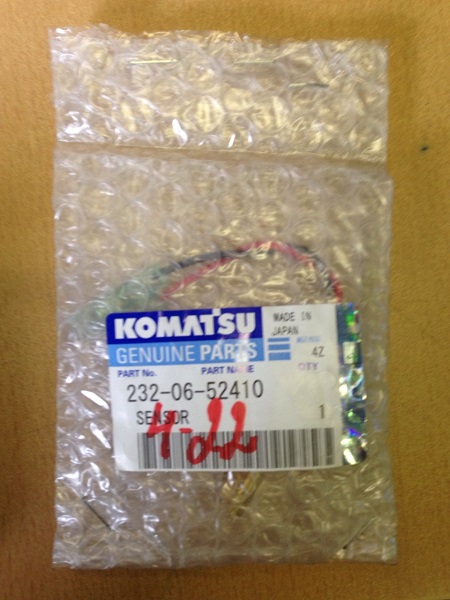 KOMATSU
MADE IN
JAPAN
GENUINE PARTS
4Z
PART No.
PART NAME
QTY
232-06-52410
SENSOR
1
4-22